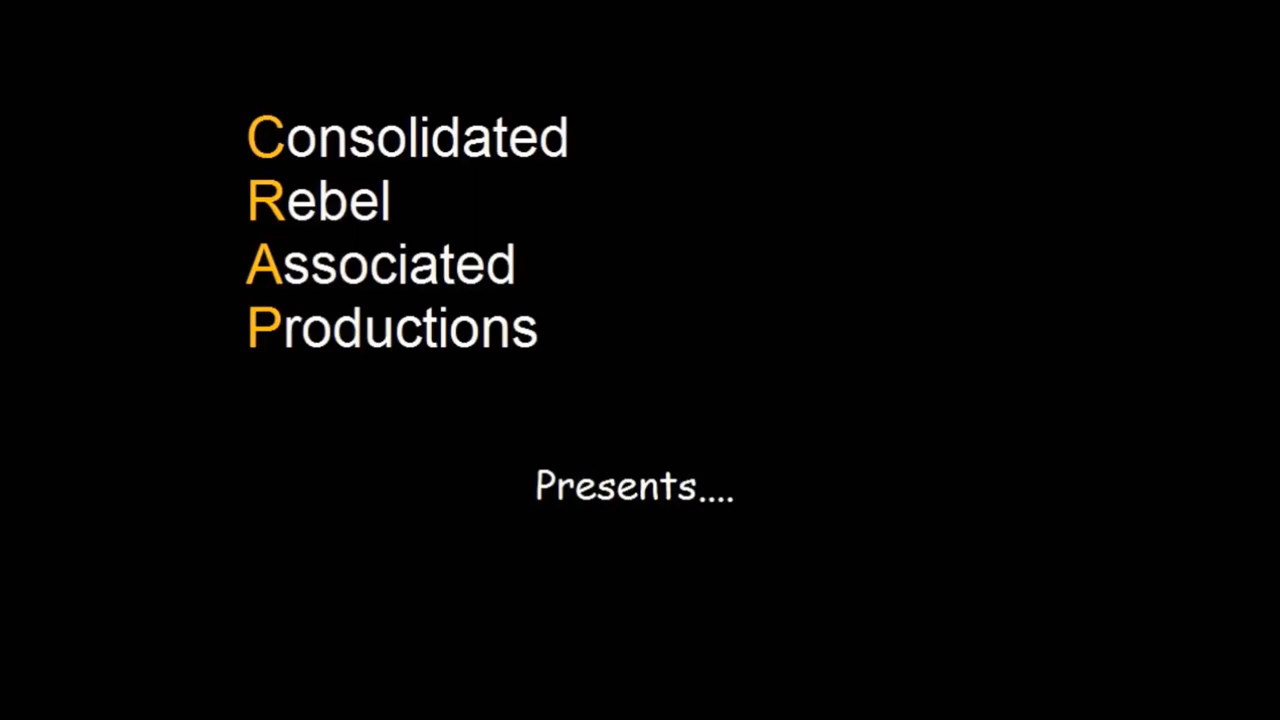 Consolidated
Rebel
Associated
Productions
Presents....